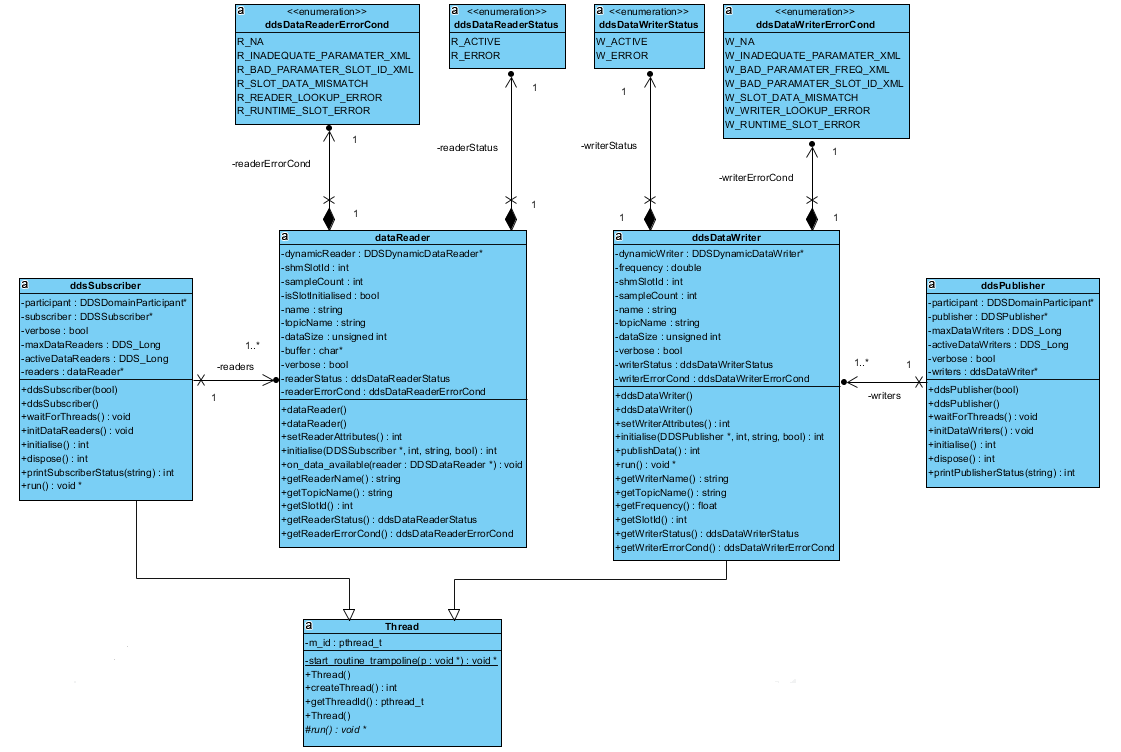 a
<<enumeration>>
ddsDataReaderErrorCond
R_NA
R_INADEQUATE_PARAMATER_XML
R_BAD_PARAMATER_SLOT_ID_XML
R_SLOT_DATA_MISMATCH
R_READER_LOOKUP_ERROR
R_RUNTIME_SLOT_ERROR
a
<<enumeration>>
ddsDataReaderStatus
R_ACTIVE
R_ERROR
a
<<enumeration>>
ddsDataWriterStatus
W_ACTIVE
W_ERROR
a
<<enumeration>>
ddsDataWriterErrorCond
W_NA
W_INADEQUATE_PARAMATER_XML
W_BAD_PARAMATER_FREQ_XML
W_BAD_PARAMATER_SLOT_ID_XML
W_SLOT_DATA_MISMATCH
W_WRITER_LOOKUP_ERROR
W_RUNTIME_SLOT_ERROR
1
-readerErrorCond
1
1
-readerStatus
1
1
-writerStatus
1
1
-writerErrorCond
1
a
ddsSubscriber
-participant : DDSDomainParticipant*
-subscriber : DDSSubscriber*
-verbose : bool
-maxDataReaders : DDS_Long
-activeDataReaders : DDS_Long
-readers : dataReader*
+ddsSubscriber(bool)
+ddsSubscriber()
+waitForThreads() : void
+initDataReaders() : void
+initialise() : int
+dispose() : int
+printSubscriberStatus(string) : int
+run() : void *
1..*
-readers
1
a
dataReader
-dynamicReader : DDSDynamicDataReader*
-shmSlotId : int
-sampleCount : int
-isSlotInitialised : bool
-name : string
-topicName : string
-dataSize : unsigned int
-buffer : char*
-verbose : bool
-readerStatus : ddsDataReaderStatus
-readerErrorCond : ddsDataReaderErrorCond
+dataReader()
+dataReader()
+setReaderAttributes() : int
+initialise(DDSSubscriber *, int, string, bool) : int
+on_data_available(reader : DDSDataReader *) : void
+getReaderName() : string
+getTopicName() : string
+getSlotId() : int
+getReaderStatus() : ddsDataReaderStatus
+getReaderErrorCond() : ddsDataReaderErrorCond
a
ddsDataWriter
-dynamicWriter : DDSDynamicDataWriter*
-frequency : double
-shmSlotId : int
-sampleCount : int
-name : string
-topicName : string
-dataSize : unsigned int
-verbose : bool
-writerStatus : ddsDataWriterStatus
-writerErrorCond : ddsDataWriterErrorCond
+ddsDataWriter()
+ddsDataWriter()
+setWriterAttributes() : int
+initialise(DDSPublisher *, int, string, bool) : int
+publishData() : int
+run() : void *
+getWriterName() : string
+getTopicName() : string
+getFrequency() : float
+getSlotId() : int
+getWriterStatus() : ddsDataWriterStatus
+getWriterErrorCond() : ddsDataWriterErrorCond
1..*
1
-writers
a
ddsPublisher
-participant : DDSDomainParticipant*
-publisher : DDSPublisher*
-maxDataWriters : DDS_Long
-activeDataWriters : DDS_Long
-verbose : bool
-writers : ddsDataWriter*
+ddsPublisher(bool)
+ddsPublisher()
+waitForThreads() : void
+initDataWriters() : void
+initialise() : int
+dispose() : int
+printPublisherStatus(string) : int
a
Thread
-m_id : pthread_t
-start_routine_trampoline(p : void *) : void *
+Thread()
+createThread() : int
+getThreadId() : pthread_t
+Thread()
#run() : void *